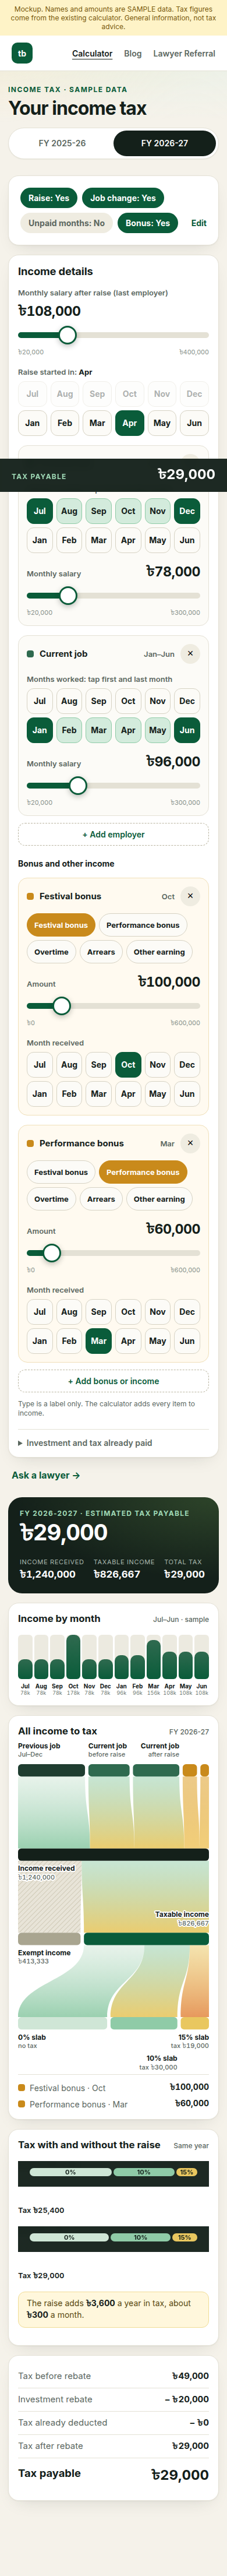 Mockup. Names and amounts are SAMPLE data. Tax figures
come from the existing calculator. General information, not tax
advice.
tb
Calculator
Blog
Lawyer Referral
INCOME TAX · SAMPLE DATA
Your income tax
FY 2025-26
FY 2026-27
Raise: Yes
Job change: Yes
Unpaid months: No
Bonus: Yes
Edit
Income details
Monthly salary after raise (last employer)
৳108,000
৳20,000
৳400,000
Raise started in: Apr
Jul Aug Sep Oct Nov Dec
Jan Feb Mar Apr May Jun
TAX PAYABLE
৳29,000
Jul Aug Sep Oct Nov Dec
Jan Feb Mar Apr May Jun
Monthly salary
৳78,000
৳20,000
৳300,000
Current job
Jan–Jun
×
Months worked: tap first and last month
Jul Aug Sep Oct Nov Dec
Jan Feb Mar Apr May Jun
Monthly salary
৳96,000
৳20,000
৳300,000
+ Add employer
Bonus and other income
Festival bonus
Oct
×
Festival bonus
Performance bonus
Overtime
Arrears
Other earning
Amount
৳100,000
৳0
৳600,000
Month received
Jul Aug Sep Oct Nov Dec
Jan Feb Mar Apr May Jun
Performance bonus
Mar
×
Festival bonus
Performance bonus
Overtime
Arrears
Other earning
Amount
৳60,000
৳0
৳600,000
Month received
Jul Aug Sep Oct Nov Dec
Jan Feb Mar Apr May Jun
+ Add bonus or income
Type is a label only. The calculator adds every item to
income.
▶ Investment and tax already paid
Ask a lawyer →
FY 2026-2027 · ESTIMATED TAX PAYABLE
৳29,000
INCOME RECEIVED
TAXABLE INCOME
TOTAL TAX
৳1,240,000
৳826,667
৳29,000
Income by month
Jul–Jun · sample
Jul Aug Sep Oct Nov Dec Jan Feb Mar Apr May Jun
78k 78k 78k 178k 78k 78k 96k 96k 156k 108k 108k 108k
All income to tax
FY 2026-27
Previous job
Current job
Current job
Jul–Dec
before raise
after raise
Income received
৳1,240,000
Taxable income
৳826,667
Exempt income
৳413,333
0% slab
no tax
15% slab
tax ৳19,000
10% slab
tax ৳30,000
Festival bonus · Oct
৳100,000
Performance bonus · Mar
৳60,000
Tax with and without the raise
Same year
0%
10%
15%
Tax ৳25,400
0%
10%
15%
Tax ৳29,000
The raise adds ৳3,600 a year in tax, about
৳300 a month.
Tax before rebate
৳49,000
Investment rebate
− ৳20,000
Tax already deducted
− ৳0
Tax after rebate
৳29,000
Tax payable
৳29,000